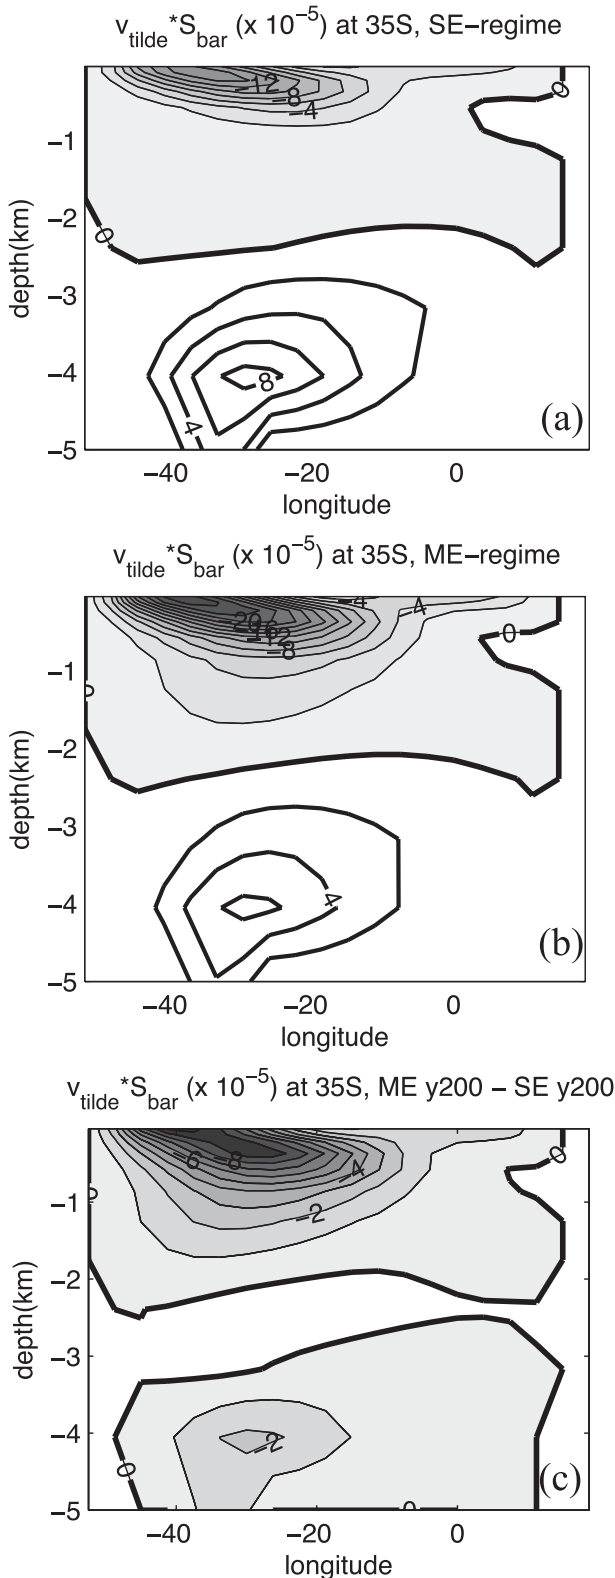 v_tilde*S_bar (x 10^-5) at 35S, SE-regime
0
-12
-8
-4
-1
-2
0
-3
-4
8
4
(a)
-5
-40 -20 0
longitude
depth(km)
v_tilde*S_bar (x 10^-5) at 35S, ME-regime
-4
-4
-20
-16
-12
-8
0
-1
0
-2
-3
4
-4
(b)
-5
-40 -20 0
longitude
depth(km)
v_tilde*S_bar (x 10^-5) at 35S, ME y200 - SE y200
-6 -8
-4
0
-1
0
-2
-2
-3
-4
-2
0
(c)
-5
0
-40 -20 0
longitude
depth(km)